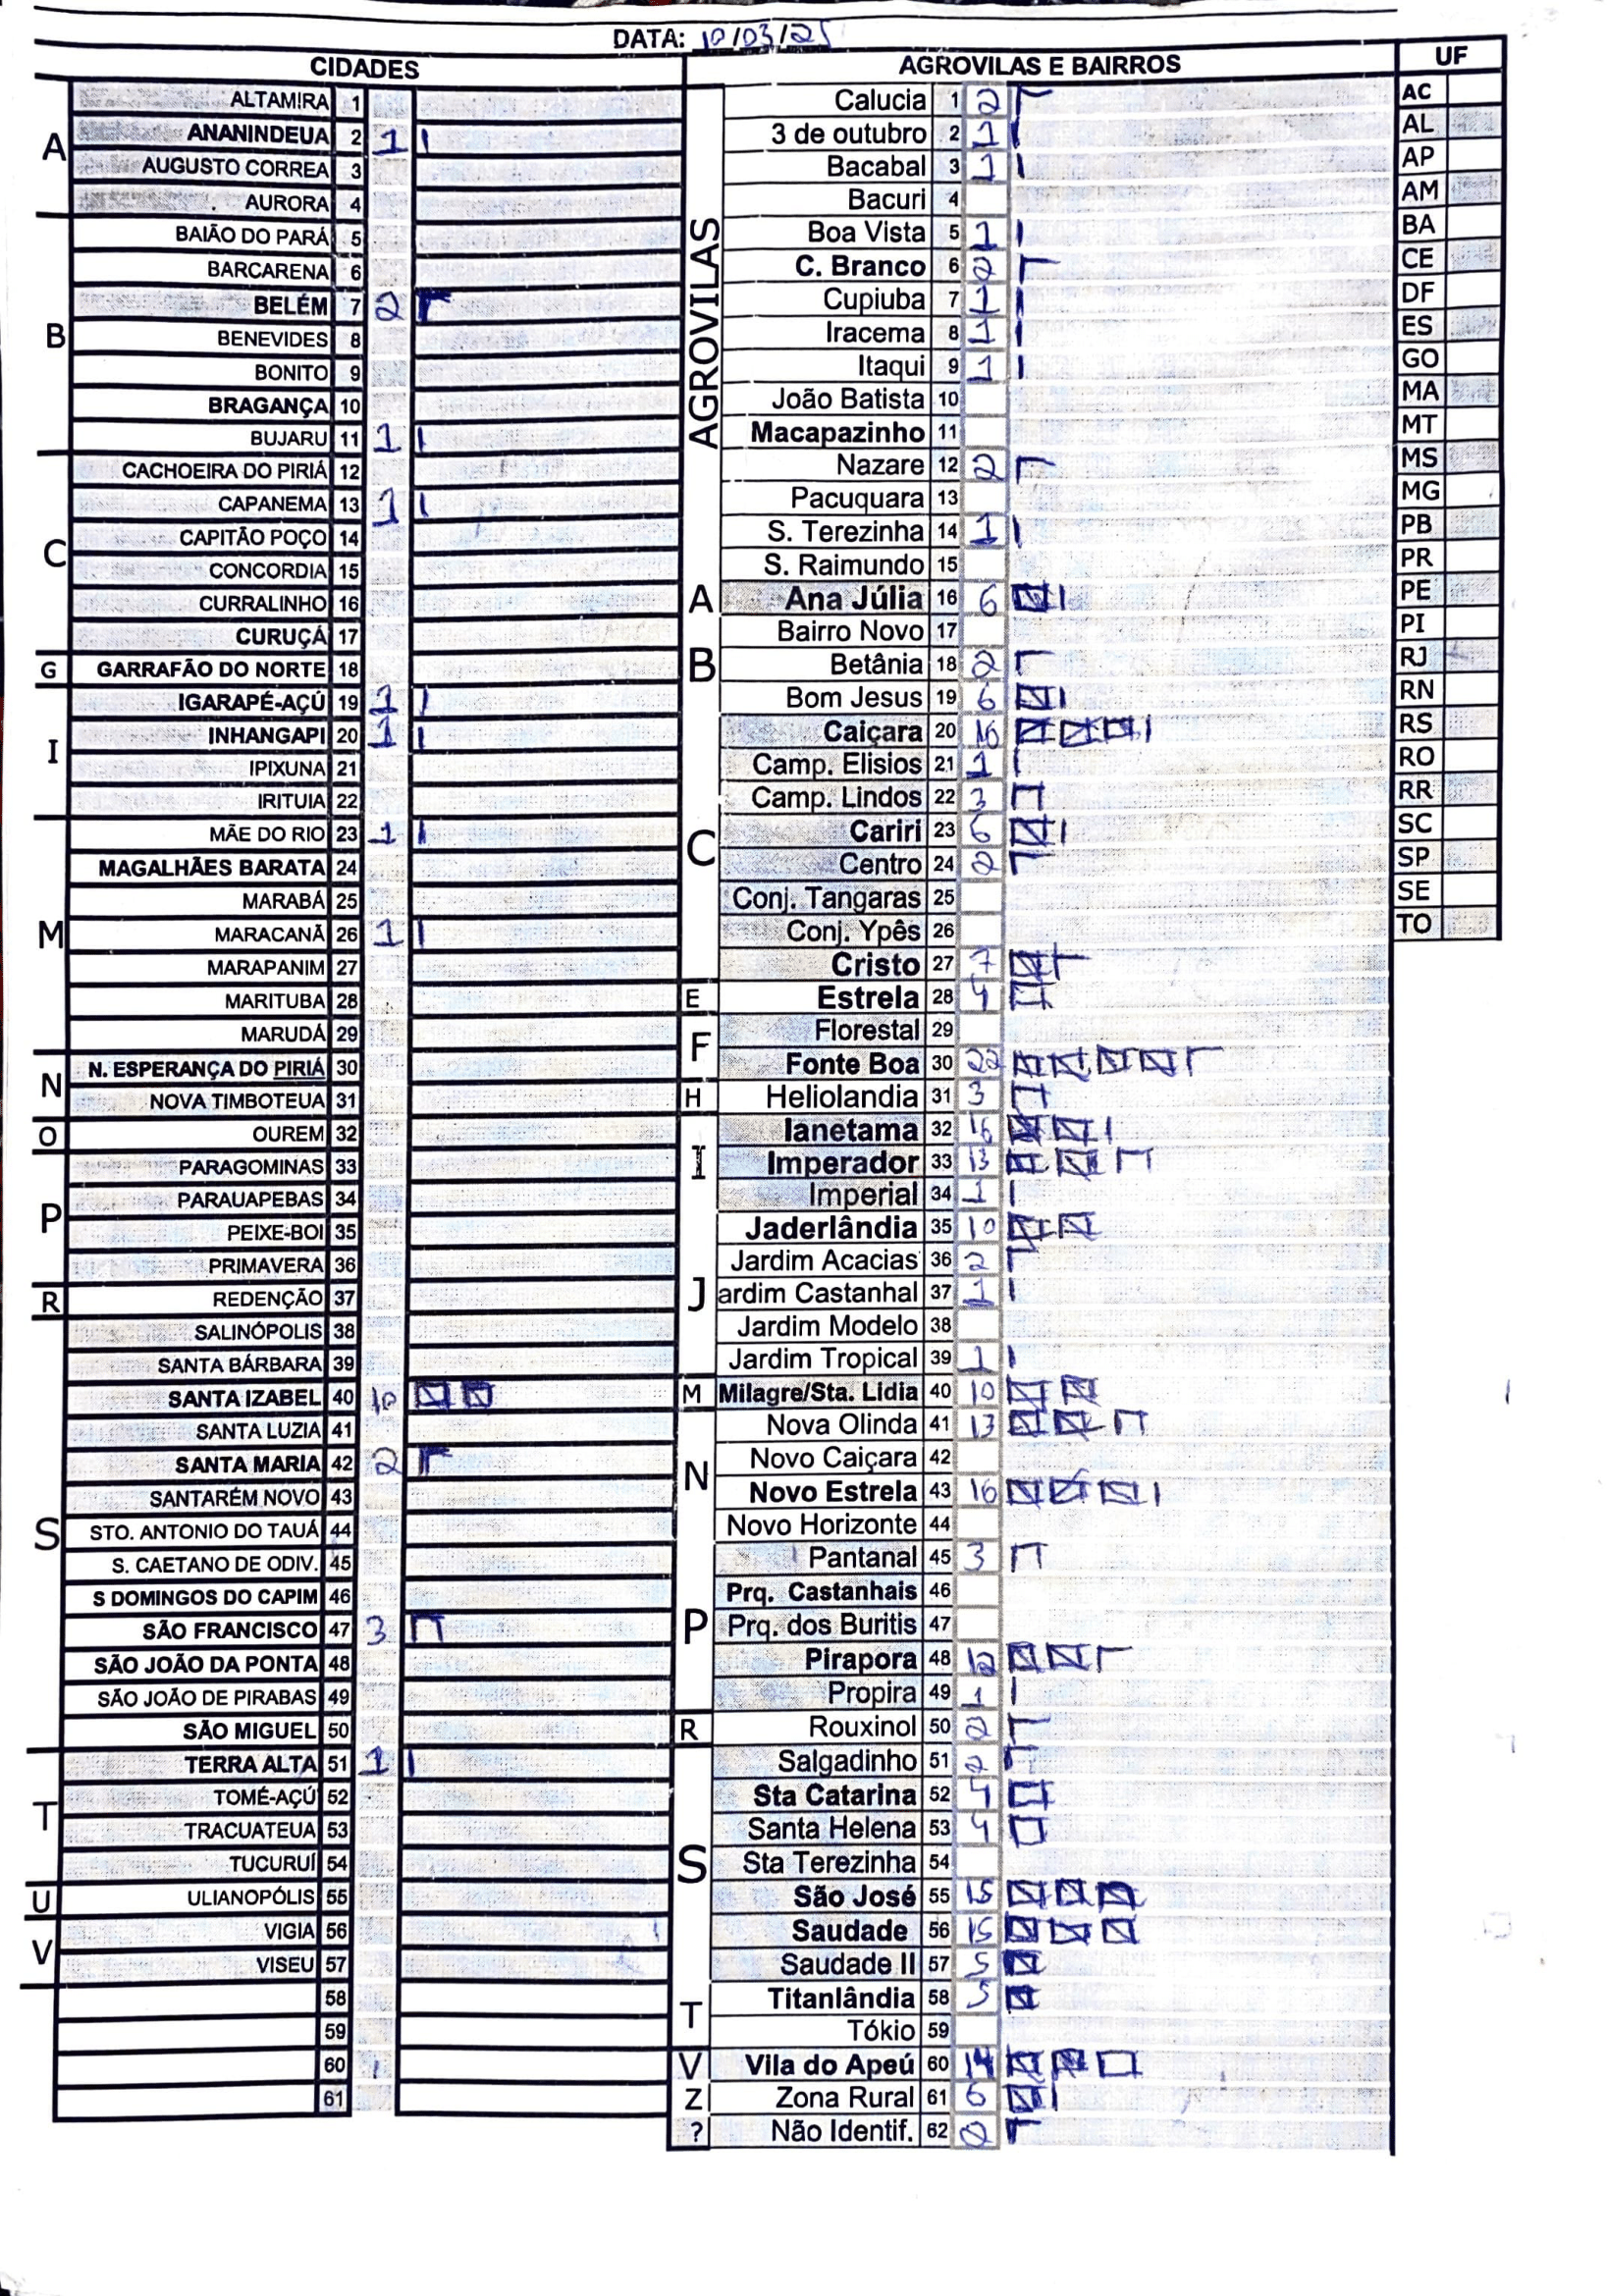 DATA: 10/03/25
CIDADES
A
ALTAMIRA 1
ANANINDEUA 2 1
AUGUSTO CORREA 3
AURORA 4
B
BAIÃO DO PARÁ 5
BARCARENA 6
BELÉM 7 2
BENEVIDES 8
BONITO 9
BRAGANÇA 10
BUJARU 11 1
C
CACHOEIRA DO PIRIÁ 12
CAPANEMA 13 1
CAPITÃO POÇO 14
CONCORDIA 15
CURRALINHO 16
CURUÇÁ 17
G
GARRAFÃO DO NORTE 18
I
IGARAPÉ-AÇÚ 19 1
INHANGAPI 20 1
IPIXUNA 21
IRITUIA 22
M
MÃE DO RIO 23 1
MAGALHÃES BARATA 24
MARABÁ 25
MARACANÃ 26 1
MARAPANIM 27
MARITUBA 28
MARUDÁ 29
N
N. ESPERANÇA DO PIRIÁ 30
NOVA TIMBOTEUA 31
O
OUREM 32
P
PARAGOMINAS 33
PARAUAPEBAS 34
PEIXE-BOI 35
PRIMAVERA 36
R
REDENÇÃO 37
S
SALINÓPOLIS 38
SANTA BÁRBARA 39
SANTA IZABEL 40 10
SANTA LUZIA 41
SANTA MARIA 42 2
SANTARÉM NOVO 43
STO. ANTONIO DO TAUÁ 44
S. CAETANO DE ODIV. 45
S DOMINGOS DO CAPIM 46
SÃO FRANCISCO 47 3
SÃO JOÃO DA PONTA 48
SÃO JOÃO DE PIRABAS 49
SÃO MIGUEL 50
T
TERRA ALTA 51 1
TOMÉ-AÇÚ 52
TRACUATEUA 53
TUCURUÍ 54
U
ULIANOPÓLIS 55
V
VIGIA 56
VISEU 57
58
59
60
61
AGROVILAS E BAIRROS
AGROVILAS
Calucia 1 2
3 de outubro 2 1
Bacabal 3 1
Bacuri 4
Boa Vista 5 1
C. Branco 6 2
Cupiuba 7 1
Iracema 8 1
Itaqui 9 1
João Batista 10
Macapazinho 11
Nazare 12 2
Pacuquara 13
S. Terezinha 14 1
S. Raimundo 15
A
Ana Júlia 16 6
B
Bairro Novo 17
Betânia 18 2
Bom Jesus 19 6
C
Caiçara 20 16
Camp. Elisios 21 1
Camp. Lindos 22 3
Cariri 23 6
Centro 24 2
Conj. Tangaras 25
Conj. Ypês 26
Cristo 27 7
E
Estrela 28 4
F
Florestal 29
Fonte Boa 30 22
H
Heliolandia 31 3
I
Ianetama 32 16
Imperador 33 13
Imperial 34 1
J
Jaderlândia 35 10
Jardim Acacias 36 2
ardim Castanhal 37 1
Jardim Modelo 38
Jardim Tropical 39 1
M
Milagre/Sta. Lidia 40 10
N
Nova Olinda 41 13
Novo Caiçara 42
Novo Estrela 43 16
Novo Horizonte 44
P
Pantanal 45 3
Prq. Castanhais 46
Prq. dos Buritis 47
Pirapora 48 12
Propira 49 1
R
Rouxinol 50 2
S
Salgadinho 51 2
Sta Catarina 52 4
Santa Helena 53 4
Sta Terezinha 54
São José 55 15
Saudade 56 15
Saudade II 57 5
T
Titanlândia 58 5
Tókio 59
V
Vila do Apeú 60 14
Z
Zona Rural 61 6
?
Não Identif. 62
UF
AC
AL
AP
AM
BA
CE
DF
ES
GO
MA
MT
MS
MG
PB
PR
PE
PI
RJ
RN
RS
RO
RR
SC
SP
SE
TO